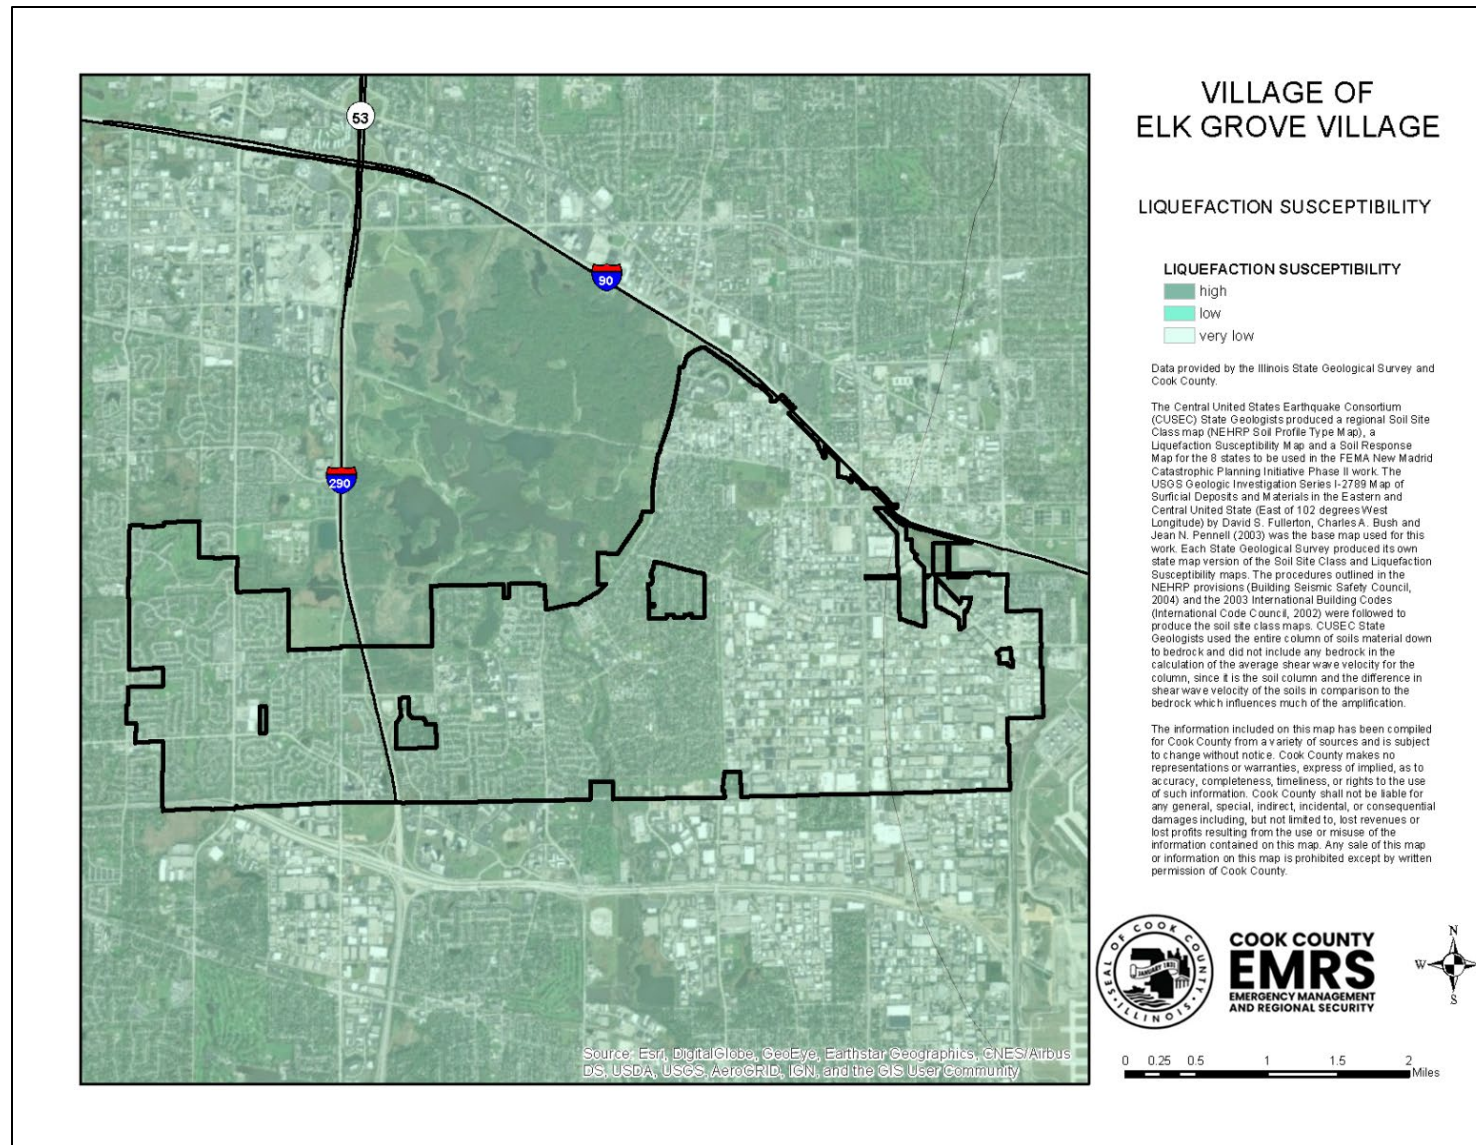 VILLAGE OF
ELK GROVE VILLAGE
LIQUEFACTION SUSCEPTIBILITY
LIQUEFACTION SUSCEPTIBILITY
high
low
very low
Data provided by the Illinois State Geological Survey and
Cook County.
The Central United States Earthquake Consortium
(CUSEC) State Geologists produced a regional Soil Site
Class map (NEHRP Soil Profile Type Map), a
Liquefaction Susceptibility Map and a Soil Response
Map for the 8 states to be used in the FEMA New Madrid
Catastrophic Planning Initiative Phase II work. The
USGS Geologic Investigation Series I-2789 Map of
Surficial Deposits and Materials in the Eastern and
Central United State (East of 102 degrees West
Longitude) by David S. Fullerton, Charles A. Bush and
Jean N. Pennell (2003) was the base map used for this
work. Each State Geological Survey produced its own
state map version of the Soil Site Class and Liquefaction
Susceptibility maps. The procedures outlined in the
NEHRP provisions (Building Seismic Safety Council,
2004) and the 2003 International Building Codes
(International Code Council, 2002) were followed to
produce the soil site class maps. CUSEC State
Geologists used the entire column of soils material down
to bedrock and did not include any bedrock in the
calculation of the average shear wave velocity for the
column, since it is the soil column and the difference in
shear wave velocity of the soils in comparison to the
bedrock which influences much of the amplification.
The information included on this map has been compiled
for Cook County from a variety of sources and is subject
to change without notice. Cook County makes no
representations or warranties, express of implied, as to
accuracy, completeness, timeliness, or rights to the use
of such information. Cook County shall not be liable for
any general, special, indirect, incidental, or consequential
damages including, but not limited to, lost revenues or
lost profits resulting from the use or misuse of the
information contained on this map. Any sale of this map
or information on this map is prohibited except by written
permission of Cook County.
53
90
290
Source: Esri, DigitalGlobe, GeoEye, Earthstar Geographics, CNES/Airbus
DS, USDA, USGS, AeroGRID, IGN, and the GIS User Community
SEAL OF COOK COUNTY
ILLINOIS
JANUARY 1831
COOK COUNTY
EMRS
EMERGENCY MANAGEMENT
AND REGIONAL SECURITY
N
W
S
0 0.25 0.5 1 1.5 2
Miles